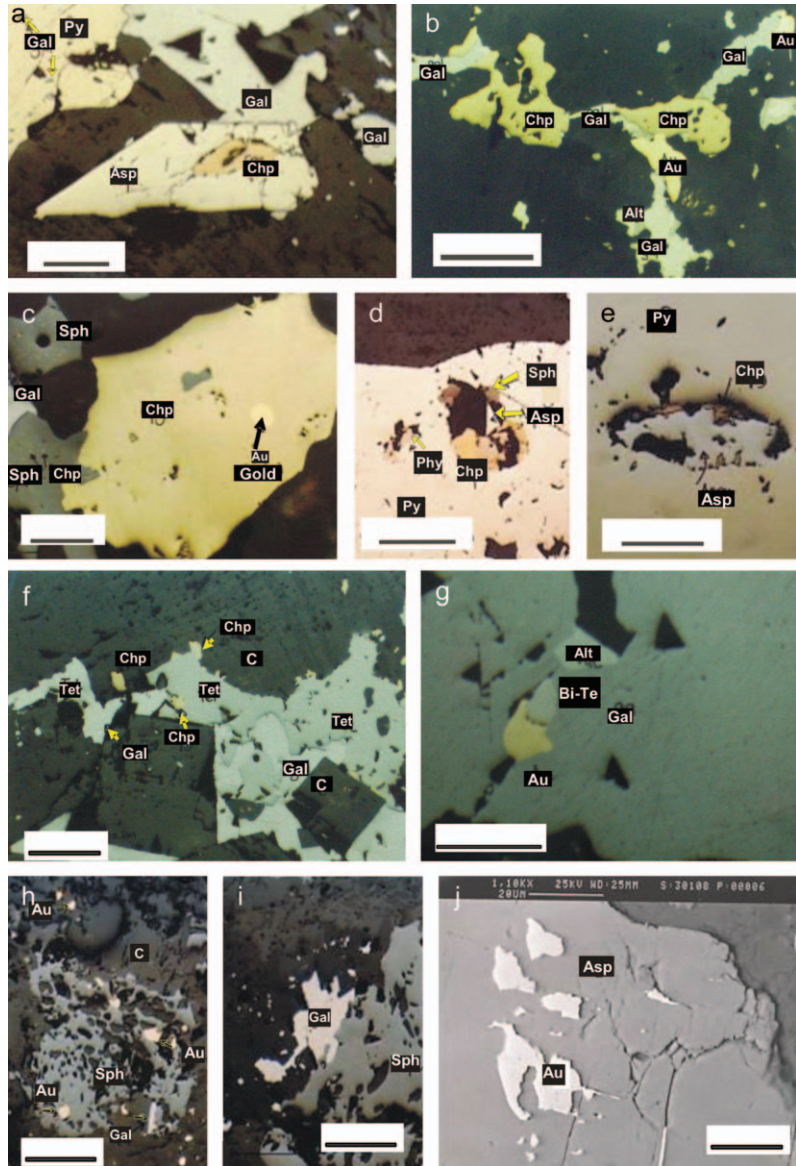 a
Py
Gal
Gal
Gal
Asp
Chp
b
Au
Gal
Gal
Chp
Gal
Chp
Au
Alt
Gal
c
Sph
Gal
Chp
Sph
Chp
Au
Gold
d
Sph
Asp
Phy
Chp
Py
e
Py
Chp
Asp
f
Chp
Chp
C
Tet
Tet
Tet
Gal
Chp
Gal
C
g
Alt
Bi-Te
Gal
Au
h
Au
C
Au
Sph
Au
Gal
i
Gal
Sph
1,10KX 25KV WD:25MM S:30108 P:00006
20UM
j
Asp
Au